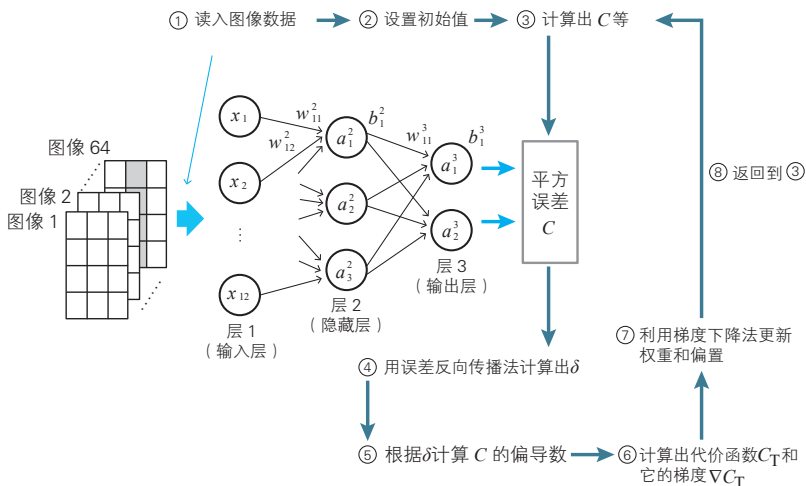 ① 读入图像数据
② 设置初始值
③ 计算出 C 等
图像 64
图像 2
图像 1
x₁
x₂
...
x₁₂
层 1
（输入层）
w²₁₁
w²₁₂
b²₁
a²₁
a²₂
a²₃
层 2
（隐藏层）
w³₁₁
b³₁
a³₁
a³₂
层 3
（输出层）
平方
误差
C
④ 用误差反向传播法计算出δ
⑤ 根据δ计算 C 的偏导数
⑥ 计算出代价函数C_T和
它的梯度∇C_T
⑦ 利用梯度下降法更新
权重和偏置
⑧ 返回到 ③